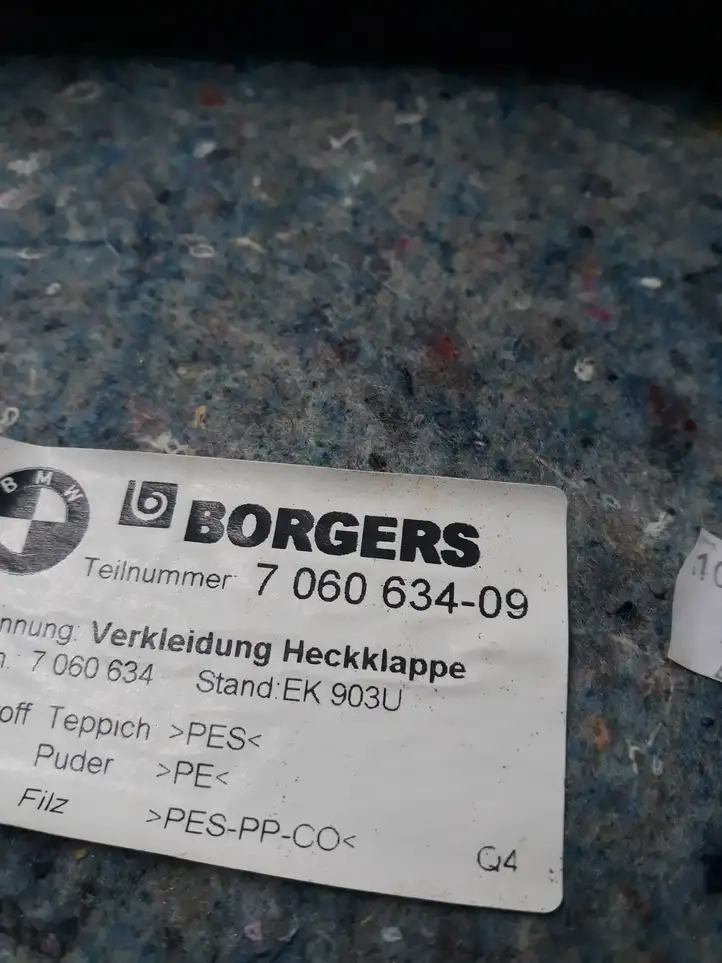 BMW
b BORGERS
Teilnummer 7 060 634-09
nnung: Verkleidung Heckklappe
7 060 634 Stand:EK 903U
off Teppich >PES<
Puder >PE<
Filz >PES-PP-CO<
Q4
10